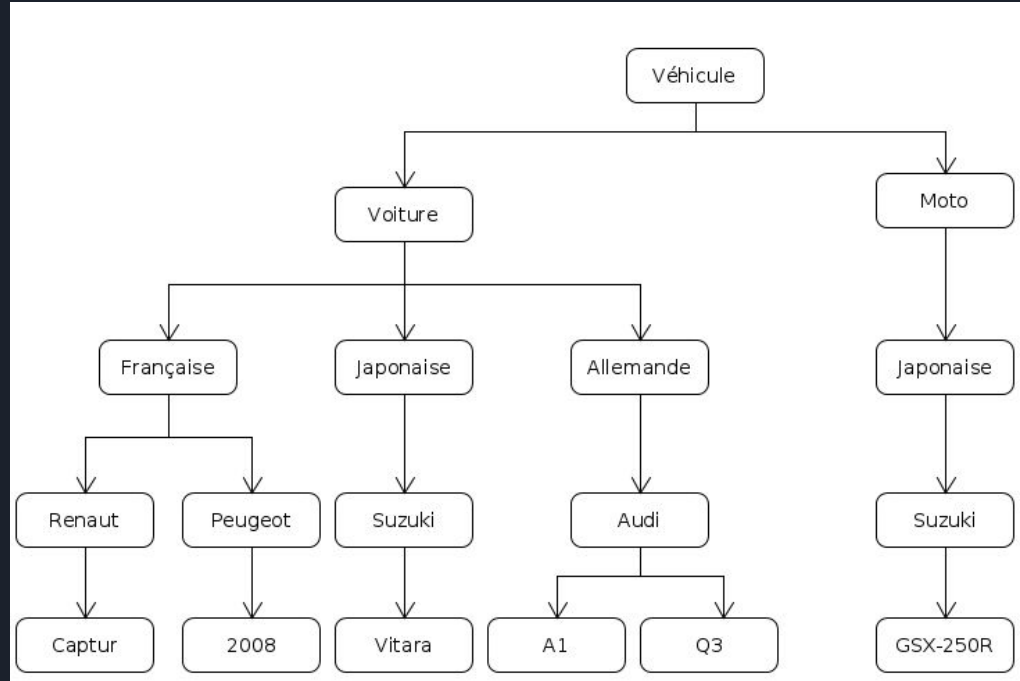 Véhicule
Voiture
Moto
Française
Japonaise
Allemande
Japonaise
Renaut
Peugeot
Suzuki
Audi
Suzuki
Captur
2008
Vitara
A1
Q3
GSX-250R